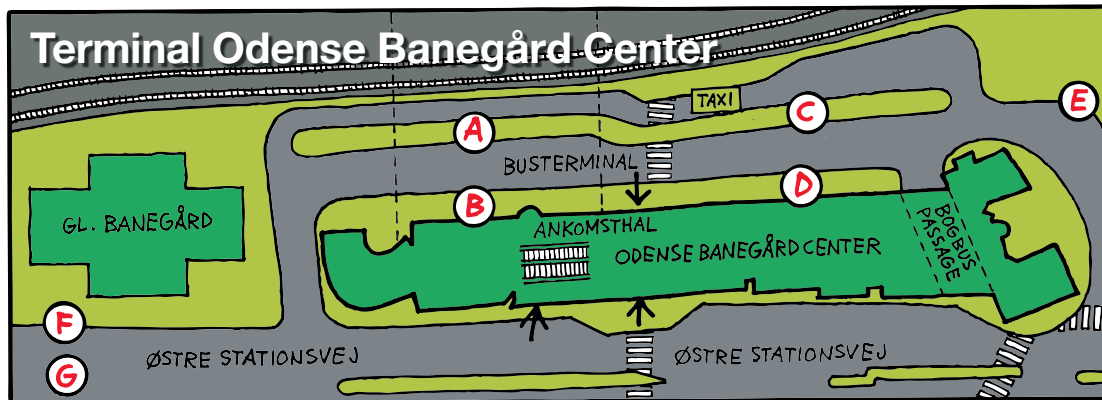 Terminal Odense Banegård Center
TAXI
E
C
A
BUSTERMINAL
D
B
GL. BANEGÅRD
ANKOMSTHAL
BOGBUS
PASSAGE
ODENSE BANEGÅRD CENTER
F
ØSTRE STATIONSVEJ
ØSTRE STATIONSVEJ
G